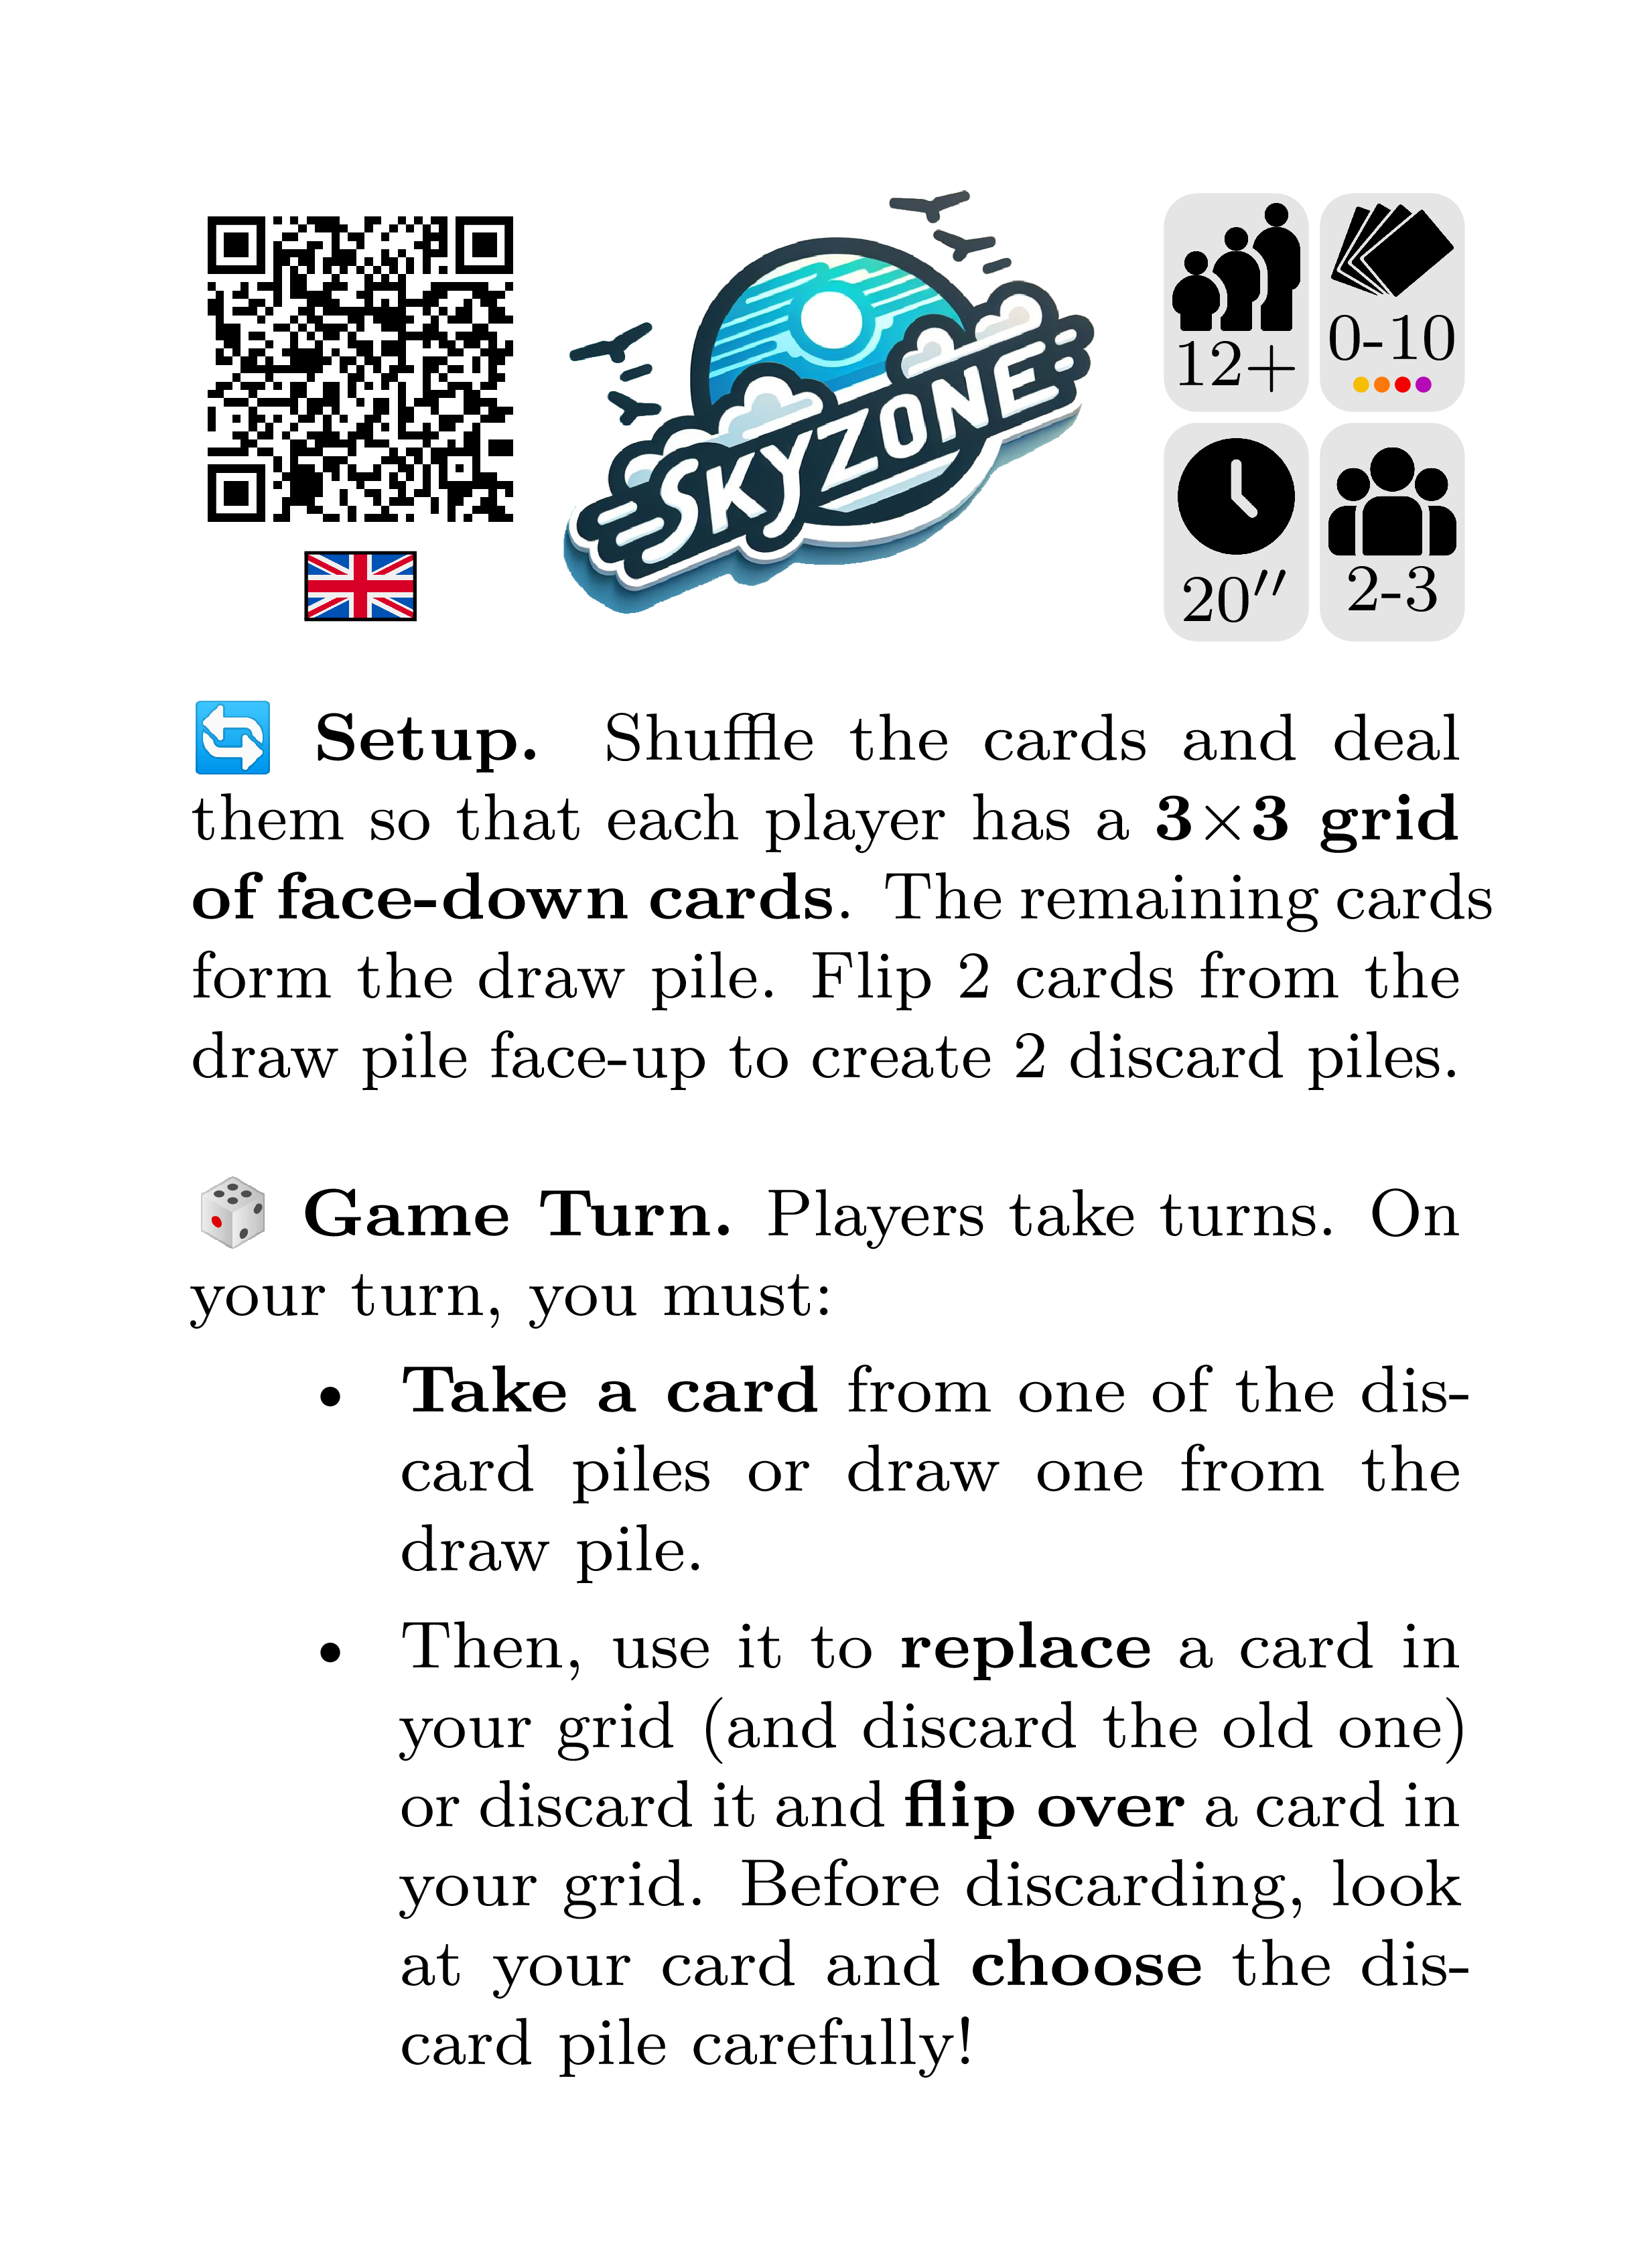 SKYZONE
12+
0-10
20″
2-3
Setup. Shuffle the cards and deal
them so that each player has a 3×3 grid
of face-down cards. The remaining cards
form the draw pile. Flip 2 cards from the
draw pile face-up to create 2 discard piles.
Game Turn. Players take turns. On
your turn, you must:
• Take a card from one of the dis-
card piles or draw one from the
draw pile.
• Then, use it to replace a card in
your grid (and discard the old one)
or discard it and flip over a card in
your grid. Before discarding, look
at your card and choose the dis-
card pile carefully!